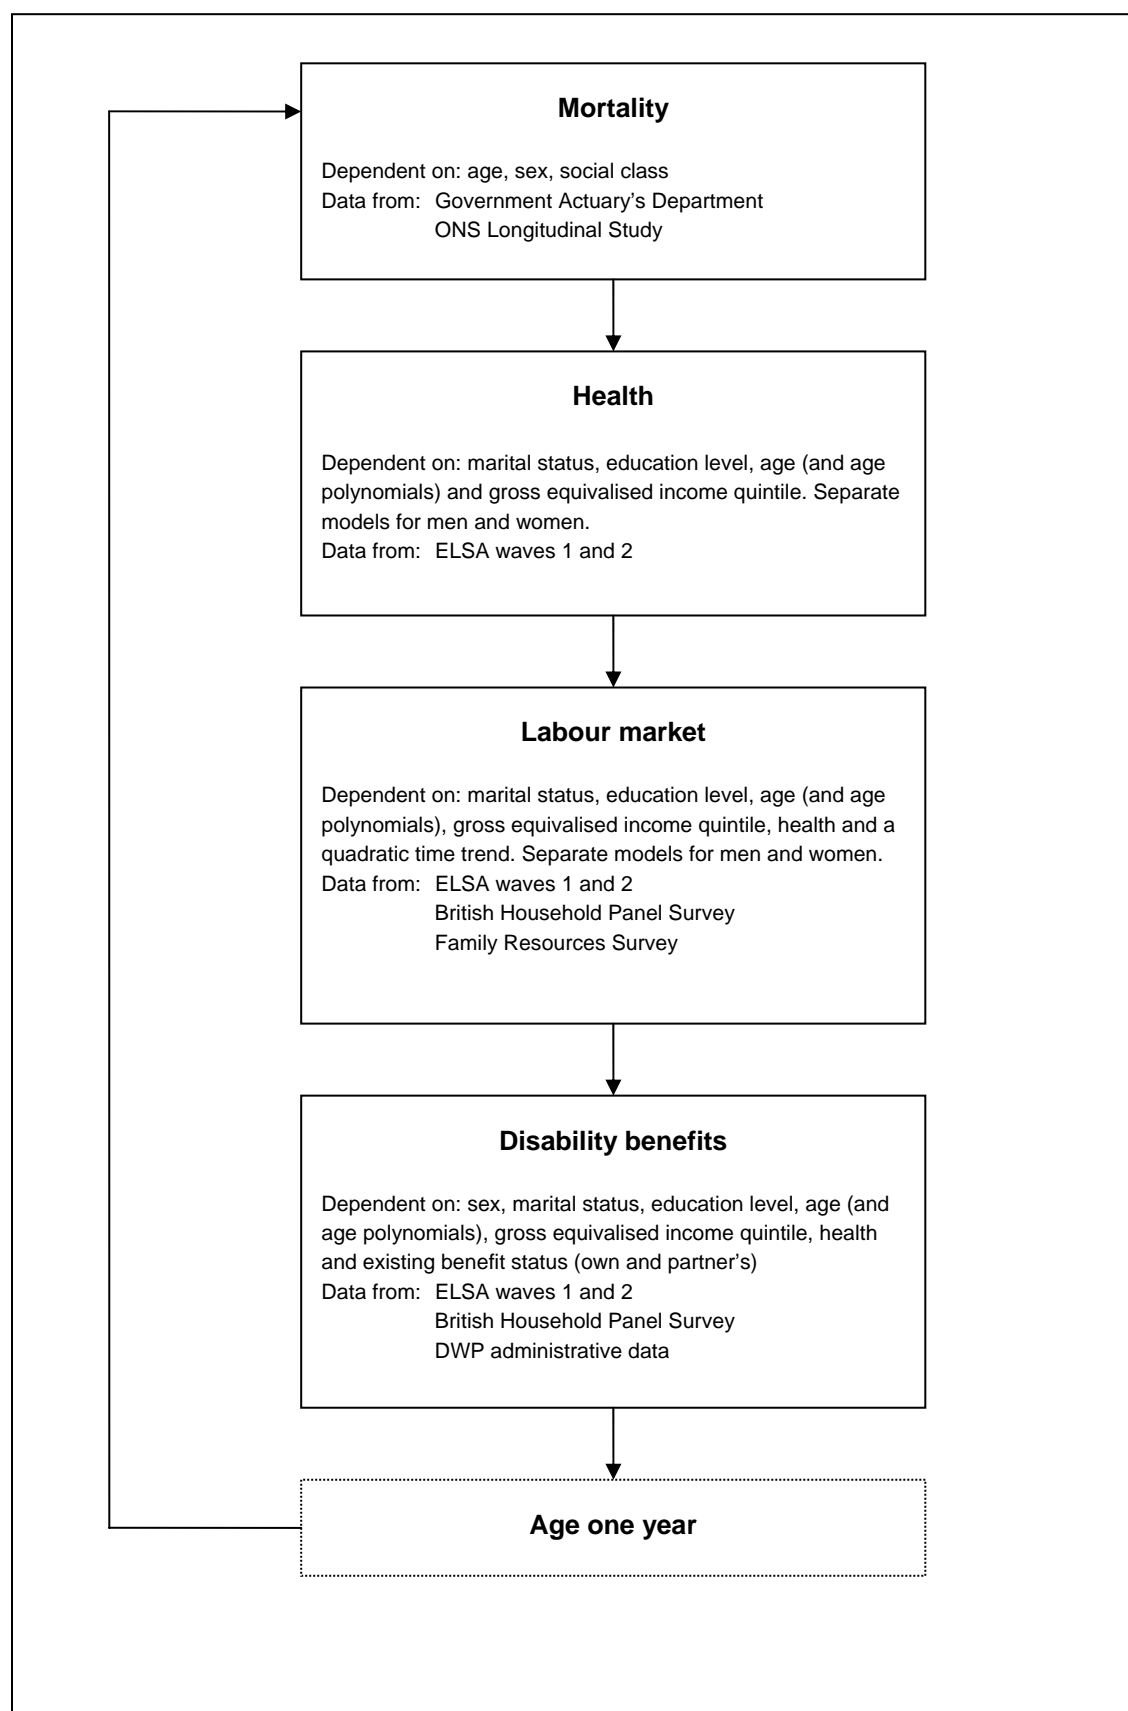 Mortality
Dependent on: age, sex, social class
Data from: Government Actuary’s Department
ONS Longitudinal Study
Health
Dependent on: marital status, education level, age (and age
polynomials) and gross equivalised income quintile. Separate
models for men and women.
Data from: ELSA waves 1 and 2
Labour market
Dependent on: marital status, education level, age (and age
polynomials), gross equivalised income quintile, health and a
quadratic time trend. Separate models for men and women.
Data from: ELSA waves 1 and 2
British Household Panel Survey
Family Resources Survey
Disability benefits
Dependent on: sex, marital status, education level, age (and
age polynomials), gross equivalised income quintile, health
and existing benefit status (own and partner’s)
Data from: ELSA waves 1 and 2
British Household Panel Survey
DWP administrative data
Age one year